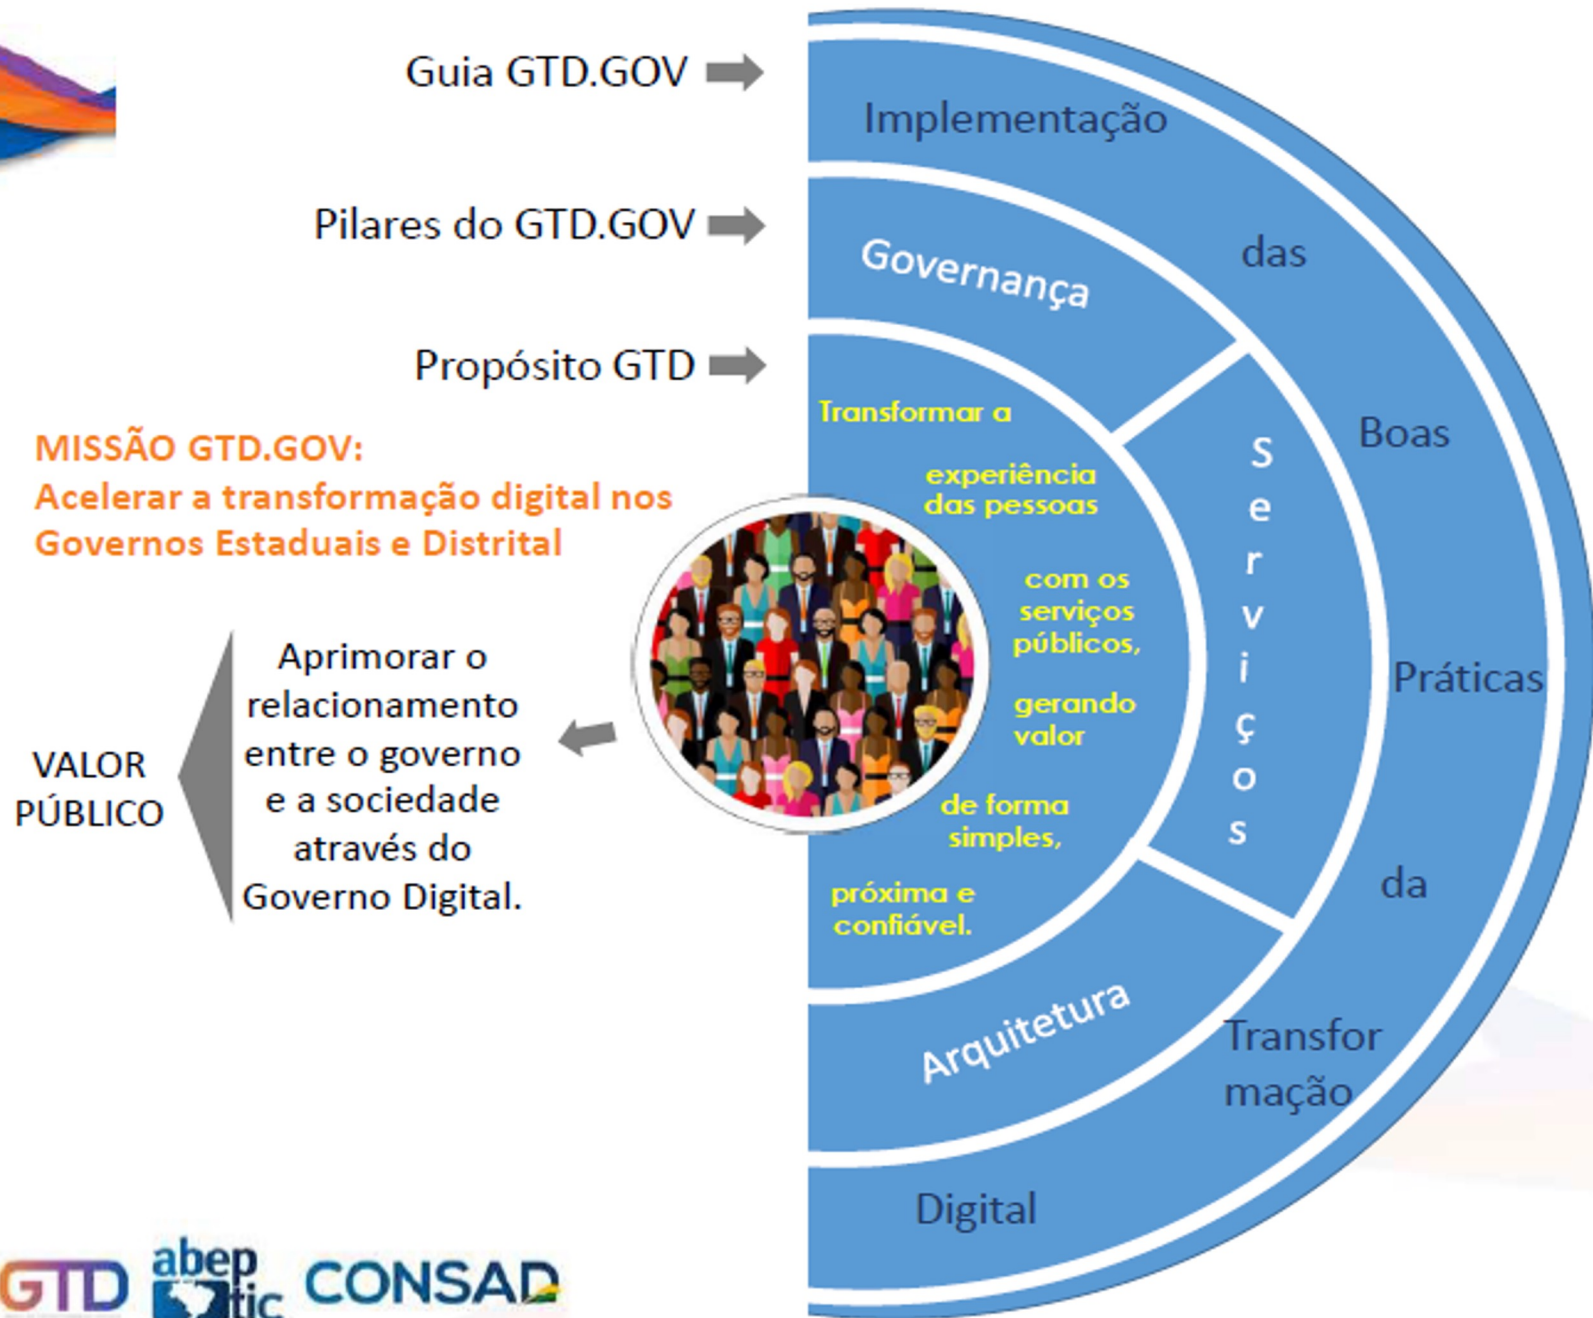 Guia GTD.GOV
Pilares do GTD.GOV
Propósito GTD
MISSÃO GTD.GOV:
Acelerar a transformação digital nos
Governos Estaduais e Distrital
VALOR
PÚBLICO
Aprimorar o
relacionamento
entre o governo
e a sociedade
através do
Governo Digital.
Implementação
das
Boas
Práticas
da
Transfor
mação
Digital
Governança
Serviços
Arquitetura
Transformar a
experiência
das pessoas
com os
serviços
públicos,
gerando
valor
de forma
simples,
próxima e
confiável.
GTD
abep
tic
CONSAD